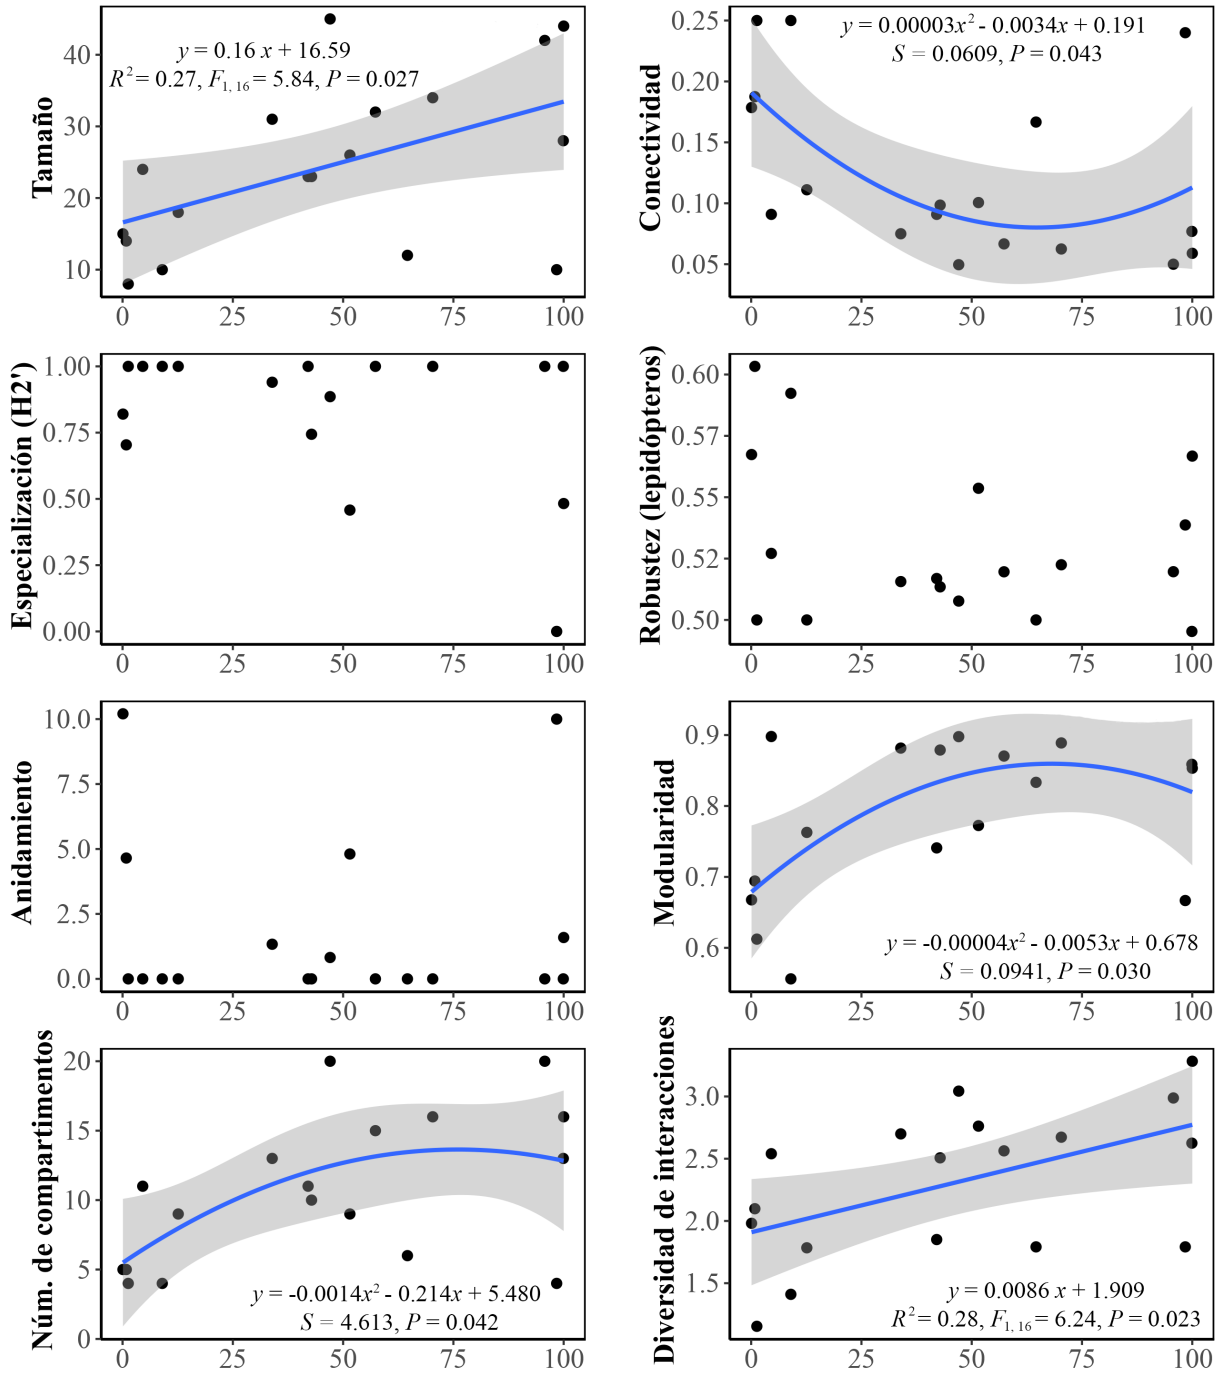 Tamaño
40
30
20
10
y = 0.16 x + 16.59
R² = 0.27, F1, 16 = 5.84, P = 0.027
0 25 50 75 100
Conectividad
0.25
0.20
0.15
0.10
0.05
y = 0.00003x² - 0.0034x + 0.191
S = 0.0609, P = 0.043
0 25 50 75 100
Especialización (H2')
1.00
0.75
0.50
0.25
0.00
0 25 50 75 100
Robustez (lepidópteros)
0.60
0.57
0.55
0.52
0.50
0 25 50 75 100
Anidamiento
10.0
7.5
5.0
2.5
0.0
0 25 50 75 100
Modularidad
0.9
0.8
0.7
0.6
y = -0.00004x² - 0.0053x + 0.678
S = 0.0941, P = 0.030
0 25 50 75 100
Núm. de compartimentos
20
15
10
5
0
y = -0.0014x² - 0.214x + 5.480
S = 4.613, P = 0.042
0 25 50 75 100
Diversidad de interacciones
3.0
2.5
2.0
1.5
y = 0.0086 x + 1.909
R² = 0.28, F1, 16 = 6.24, P = 0.023
0 25 50 75 100